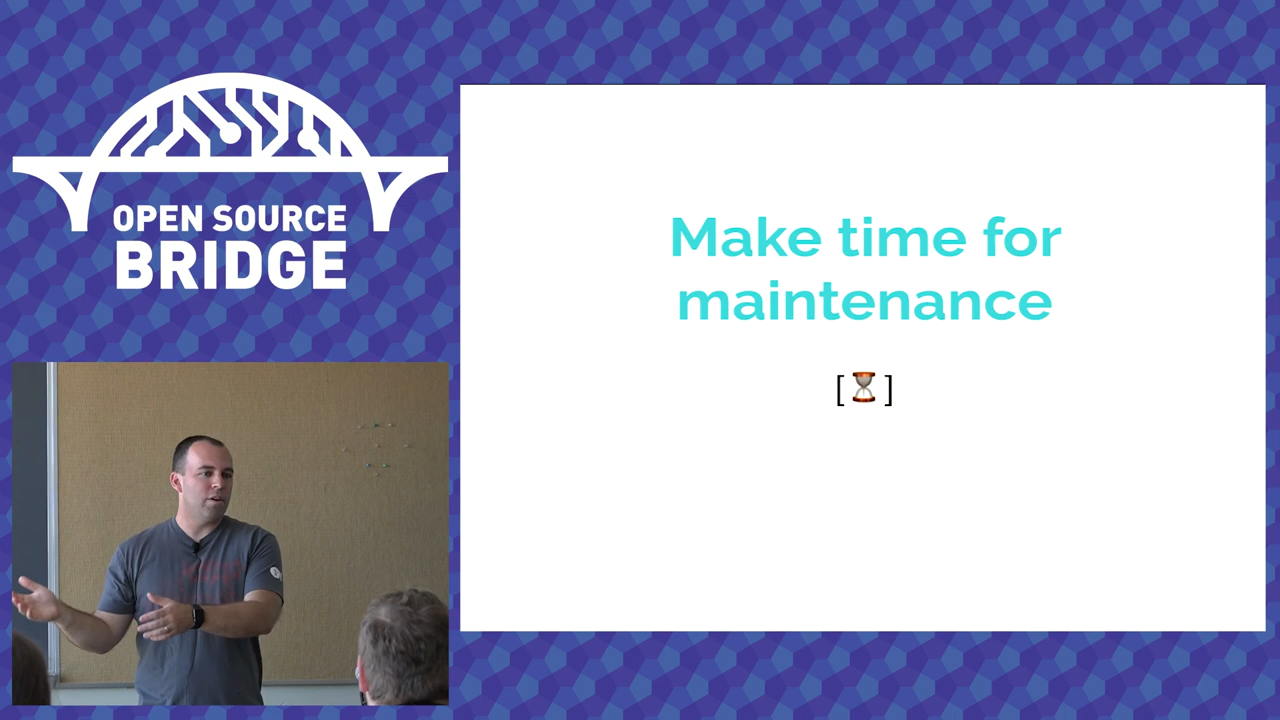 OPEN SOURCE
BRIDGE
Make time for
maintenance
[⏳]